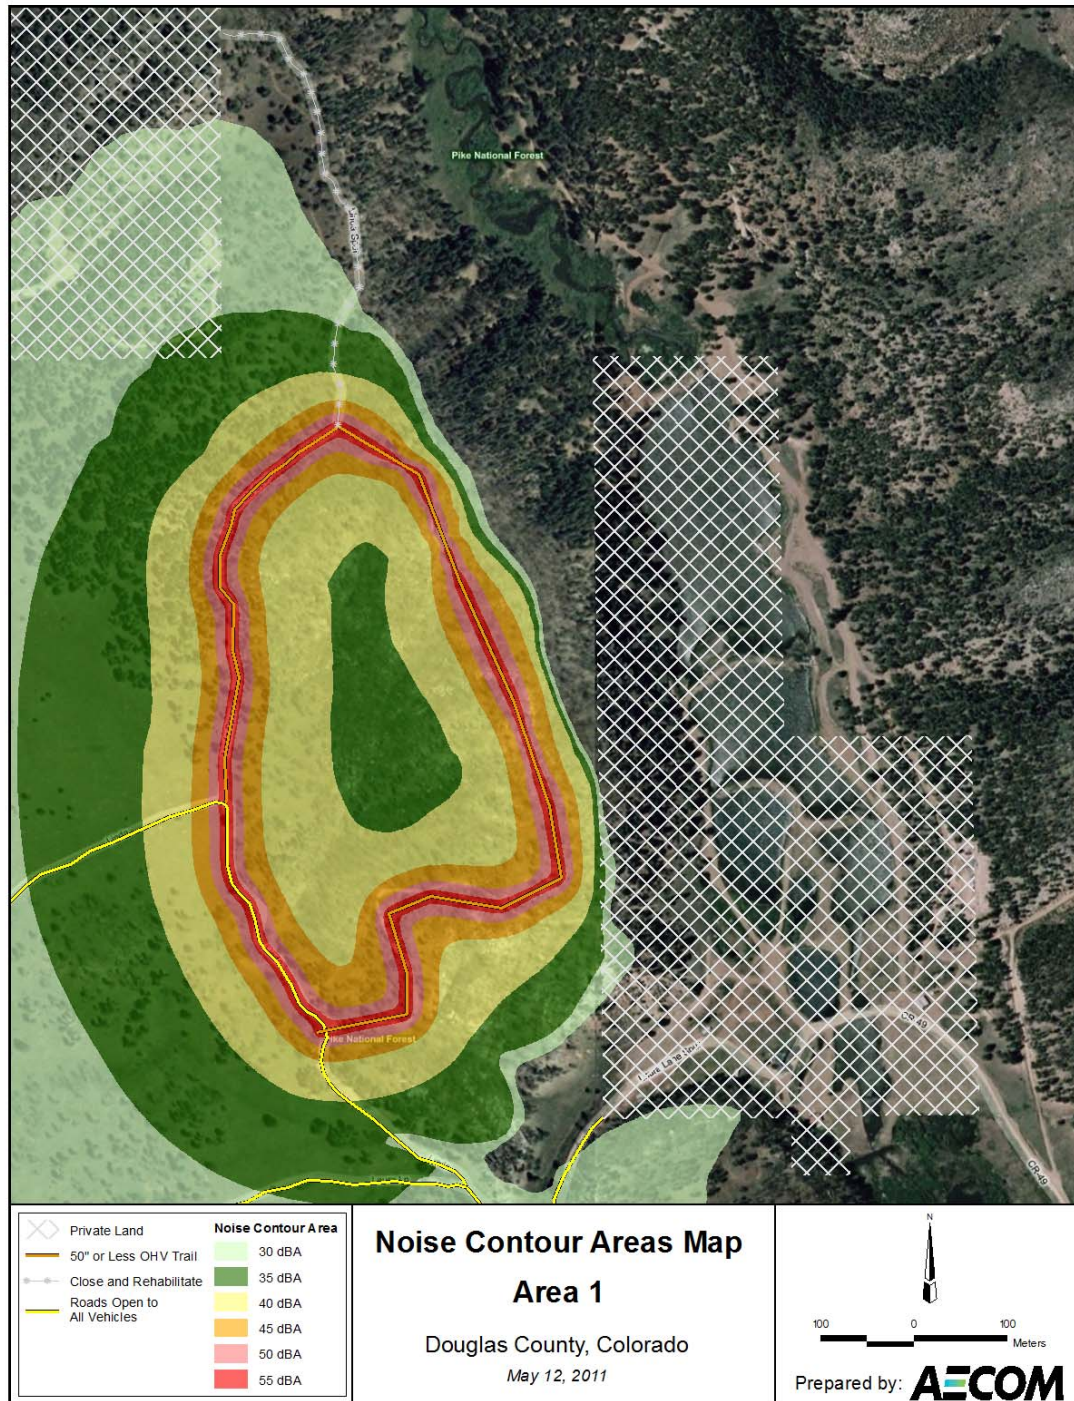 Pike National Forest
CR-49
Pike National Forest
CR-49
Private Land
50" or Less OHV Trail
Close and Rehabilitate
Roads Open to
All Vehicles
Noise Contour Area
30 dBA
35 dBA
40 dBA
45 dBA
50 dBA
55 dBA
Noise Contour Areas Map
Area 1
Douglas County, Colorado
May 12, 2011
N
100 0 100
Meters
Prepared by: AECOM